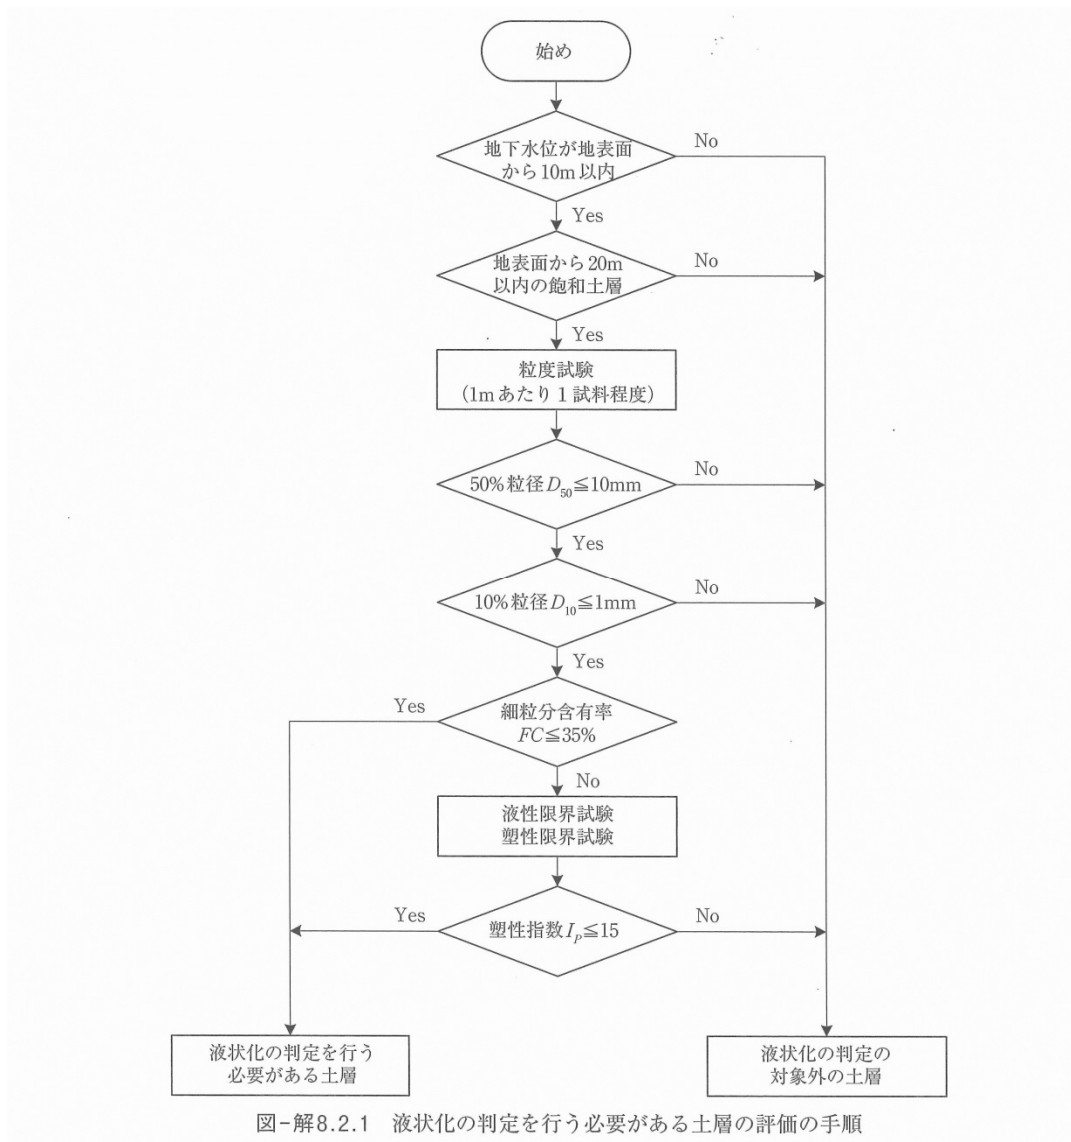 始め
地下水位が地表面
から10m以内
No
Yes
地表面から20m
以内の飽和土層
No
Yes
粒度試験
(1mあたり1試料程度)
50%粒径D50≦10mm
No
Yes
10%粒径D10≦1mm
No
Yes
細粒分含有率
FC≦35%
Yes
No
液性限界試験
塑性限界試験
塑性指数IP≦15
Yes
No
液状化の判定を行う
必要がある土層
液状化の判定の
対象外の土層
図-解8.2.1 液状化の判定を行う必要がある土層の評価の手順